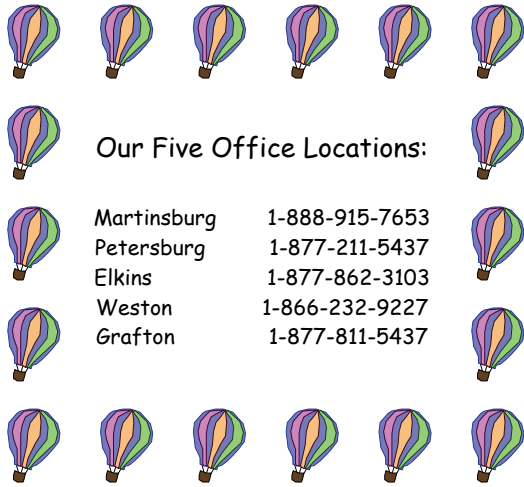 Our Five Office Locations:
Martinsburg 1-888-915-7653
Petersburg 1-877-211-5437
Elkins 1-877-862-3103
Weston 1-866-232-9227
Grafton 1-877-811-5437